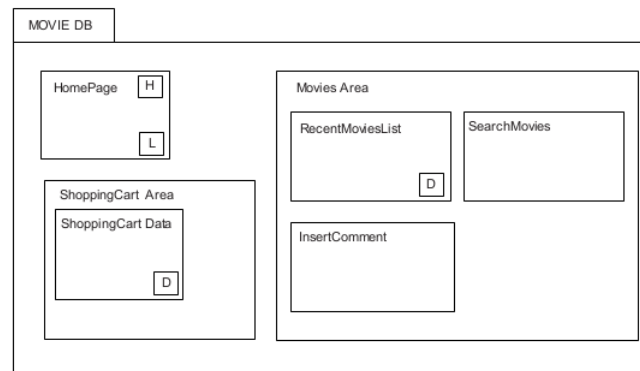 MOVIE DB
HomePage
H
L
Movies Area
RecentMoviesList
D
SearchMovies
ShoppingCart Area
ShoppingCart Data
D
InsertComment